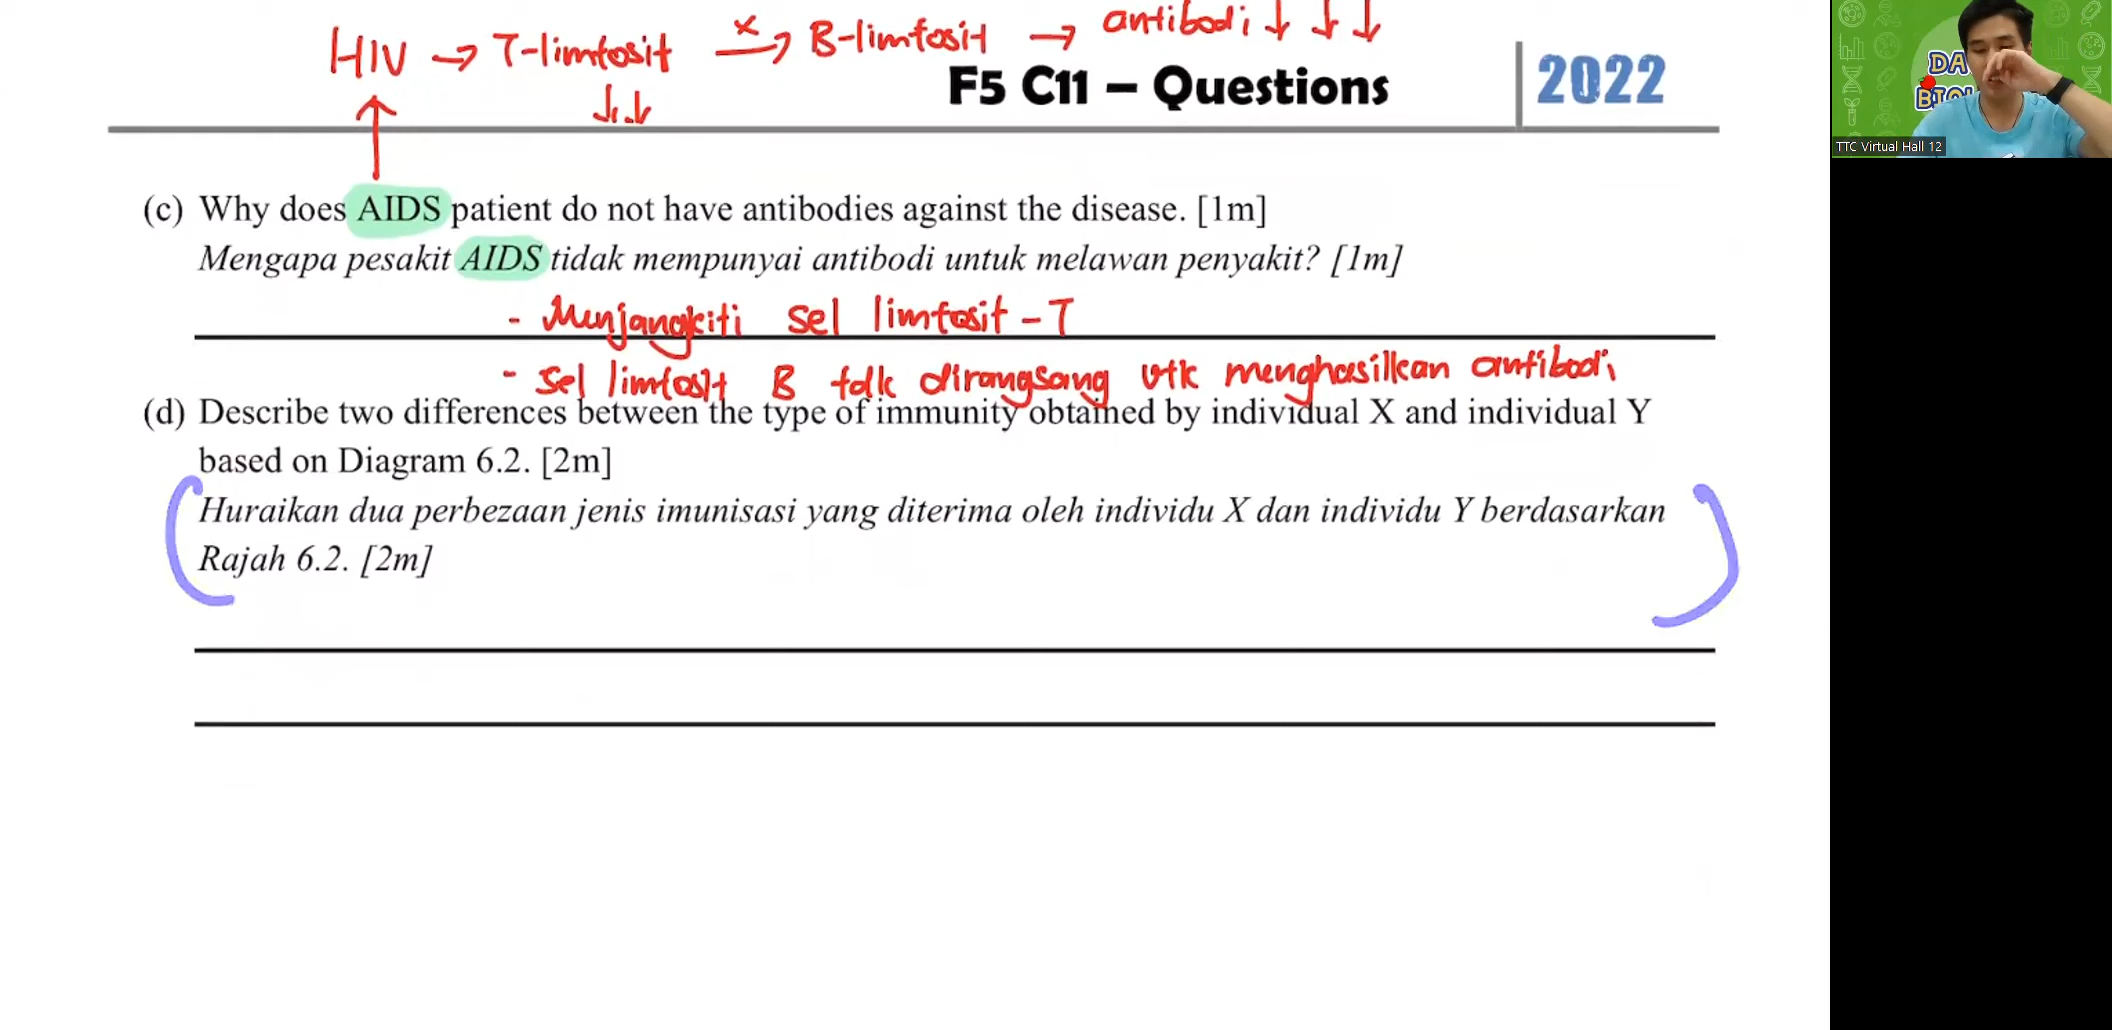 HIV → T-limfosit x→ B-limfosit → antibodi ↓ ↓ ↓
↓↓
F5 C11 – Questions 2022
(c) Why does AIDS patient do not have antibodies against the disease. [1m]
Mengapa pesakit AIDS tidak mempunyai antibodi untuk melawan penyakit? [1m]
- Menjangkiti sel limfosit - T
- Sel limfosit B tdk dirangsang utk menghasilkan antibodi
(d) Describe two differences between the type of immunity obtained by individual X and individual Y
based on Diagram 6.2. [2m]
Huraikan dua perbezaan jenis imunisasi yang diterima oleh individu X dan individu Y berdasarkan
Rajah 6.2. [2m]
DA
TTC Virtual Hall 12